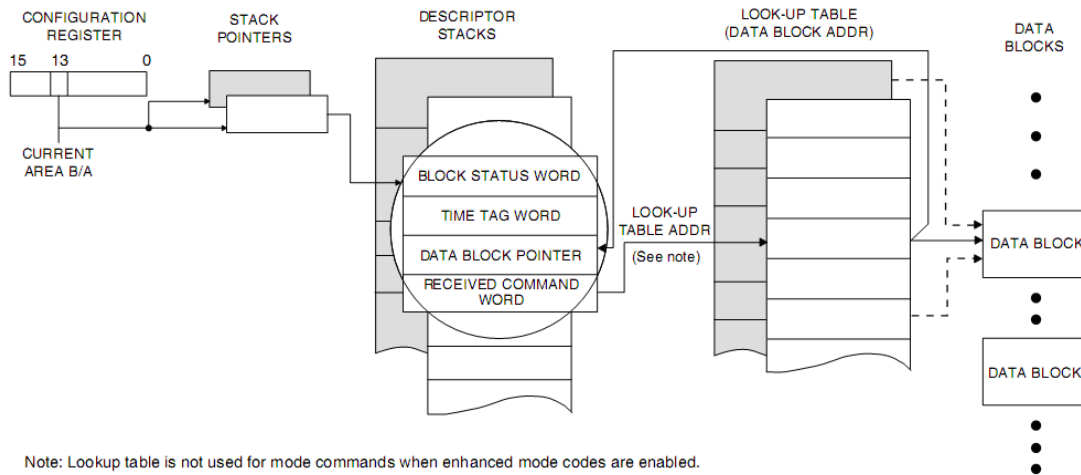 CONFIGURATION
REGISTER
15 13 0
CURRENT
AREA B/A
STACK
POINTERS
DESCRIPTOR
STACKS
BLOCK STATUS WORD
TIME TAG WORD
DATA BLOCK POINTER
RECEIVED COMMAND
WORD
LOOK-UP
TABLE ADDR
(See note)
LOOK-UP TABLE
(DATA BLOCK ADDR)
DATA
BLOCKS
DATA BLOCK
DATA BLOCK
Note: Lookup table is not used for mode commands when enhanced mode codes are enabled.